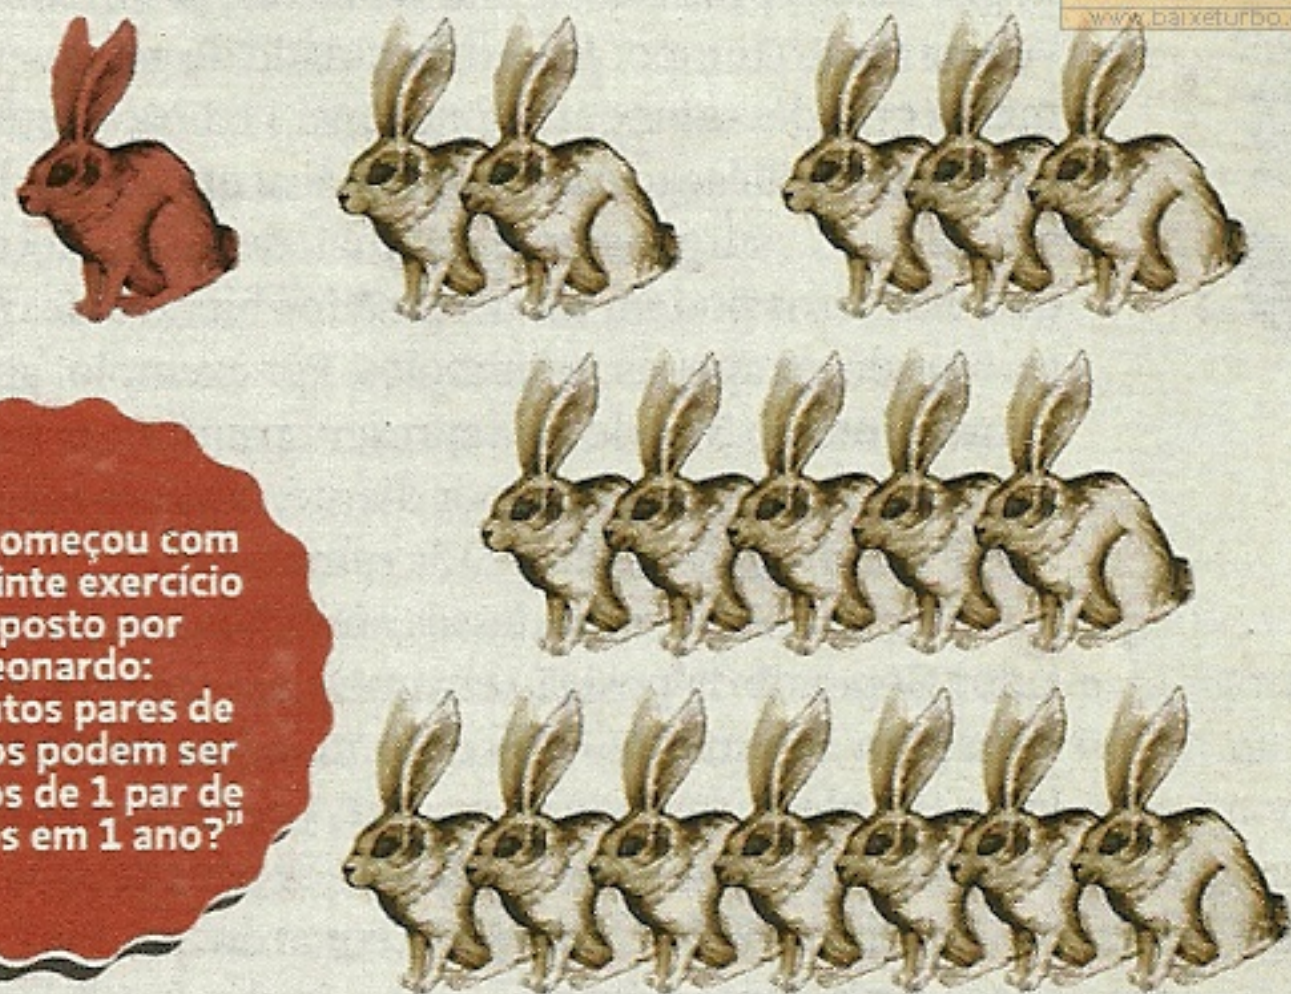 www.baixeturbo.
omeçou com
inte exercício
posto por
eonardo:
tos pares de
os podem ser
os de 1 par de
s em 1 ano?”